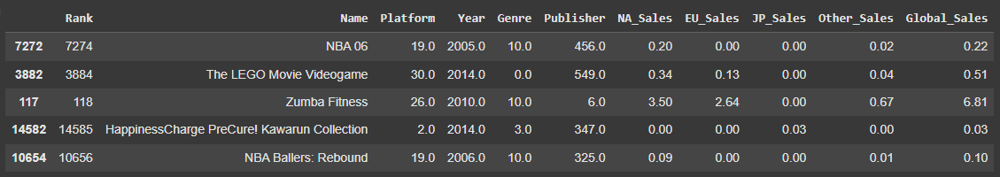 Rank Name Platform Year Genre Publisher NA_Sales EU_Sales JP_Sales Other_Sales Global_Sales
7272 7274 NBA 06 19.0 2005.0 10.0 456.0 0.20 0.00 0.00 0.02 0.22
3882 3884 The LEGO Movie Videogame 30.0 2014.0 0.0 549.0 0.34 0.13 0.00 0.04 0.51
117 118 Zumba Fitness 26.0 2010.0 10.0 6.0 3.50 2.64 0.00 0.67 6.81
14582 14585 HappinessCharge PreCure! Kawarun Collection 2.0 2014.0 3.0 347.0 0.00 0.00 0.03 0.00 0.03
10654 10656 NBA Ballers: Rebound 19.0 2006.0 10.0 325.0 0.09 0.00 0.00 0.01 0.10